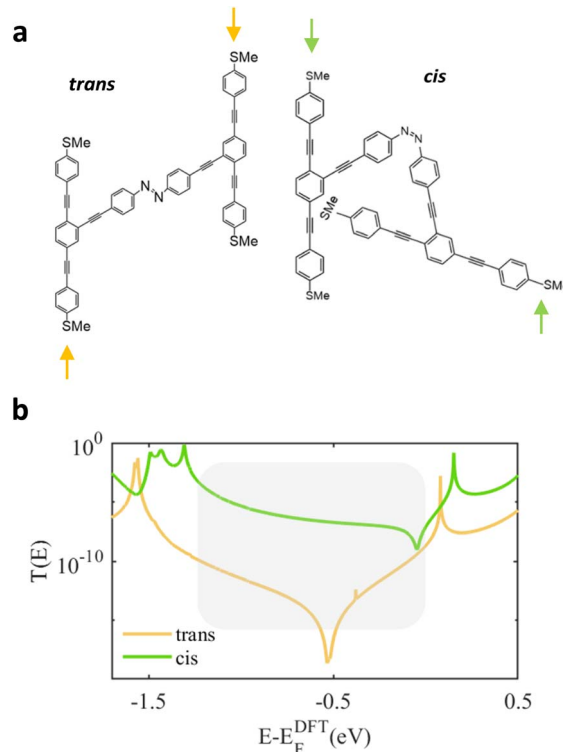 a
trans
cis
SMe
SMe
SMe
SMe
N
N
N N
SMe
S
Me
SMe
SM
b
T(E)
10^0
10^-10
trans
cis
-1.5
-0.5
0.5
E-E_F^DFT(eV)